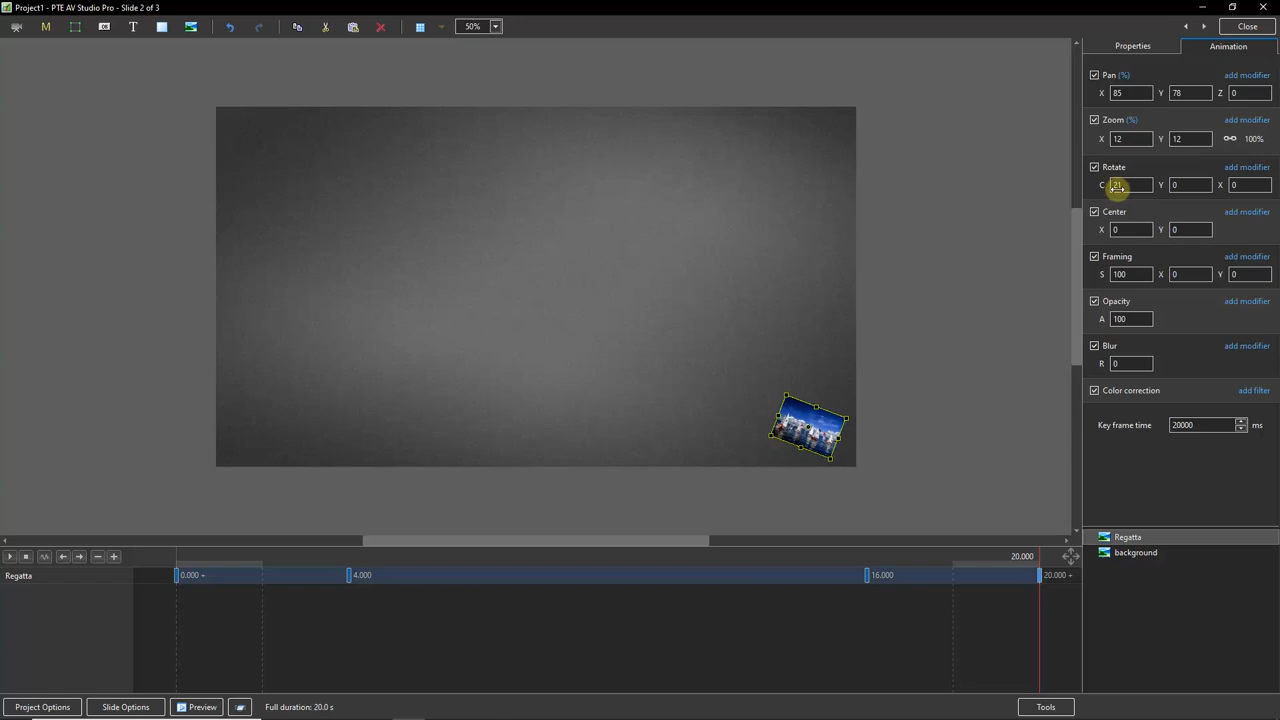 Project1 - PTE AV Studio Pro - Slide 2 of 3
M OK T 50% Close
Properties Animation
Pan (%) add modifier
X 85 Y 78 Z 0
Zoom (%) add modifier
X 12 Y 12 100%
Rotate add modifier
C 21 Y 0 X 0
Center add modifier
X 0 Y 0
Framing add modifier
S 100 X 0 Y 0
Opacity add modifier
A 100
Blur add modifier
R 0
Color correction add filter
Key frame time 20000 ms
Regatta
background
20.000
Regatta 0.000 + 4.000 16.000 20.000 +
Project Options Slide Options Preview Full duration: 20.0 s Tools